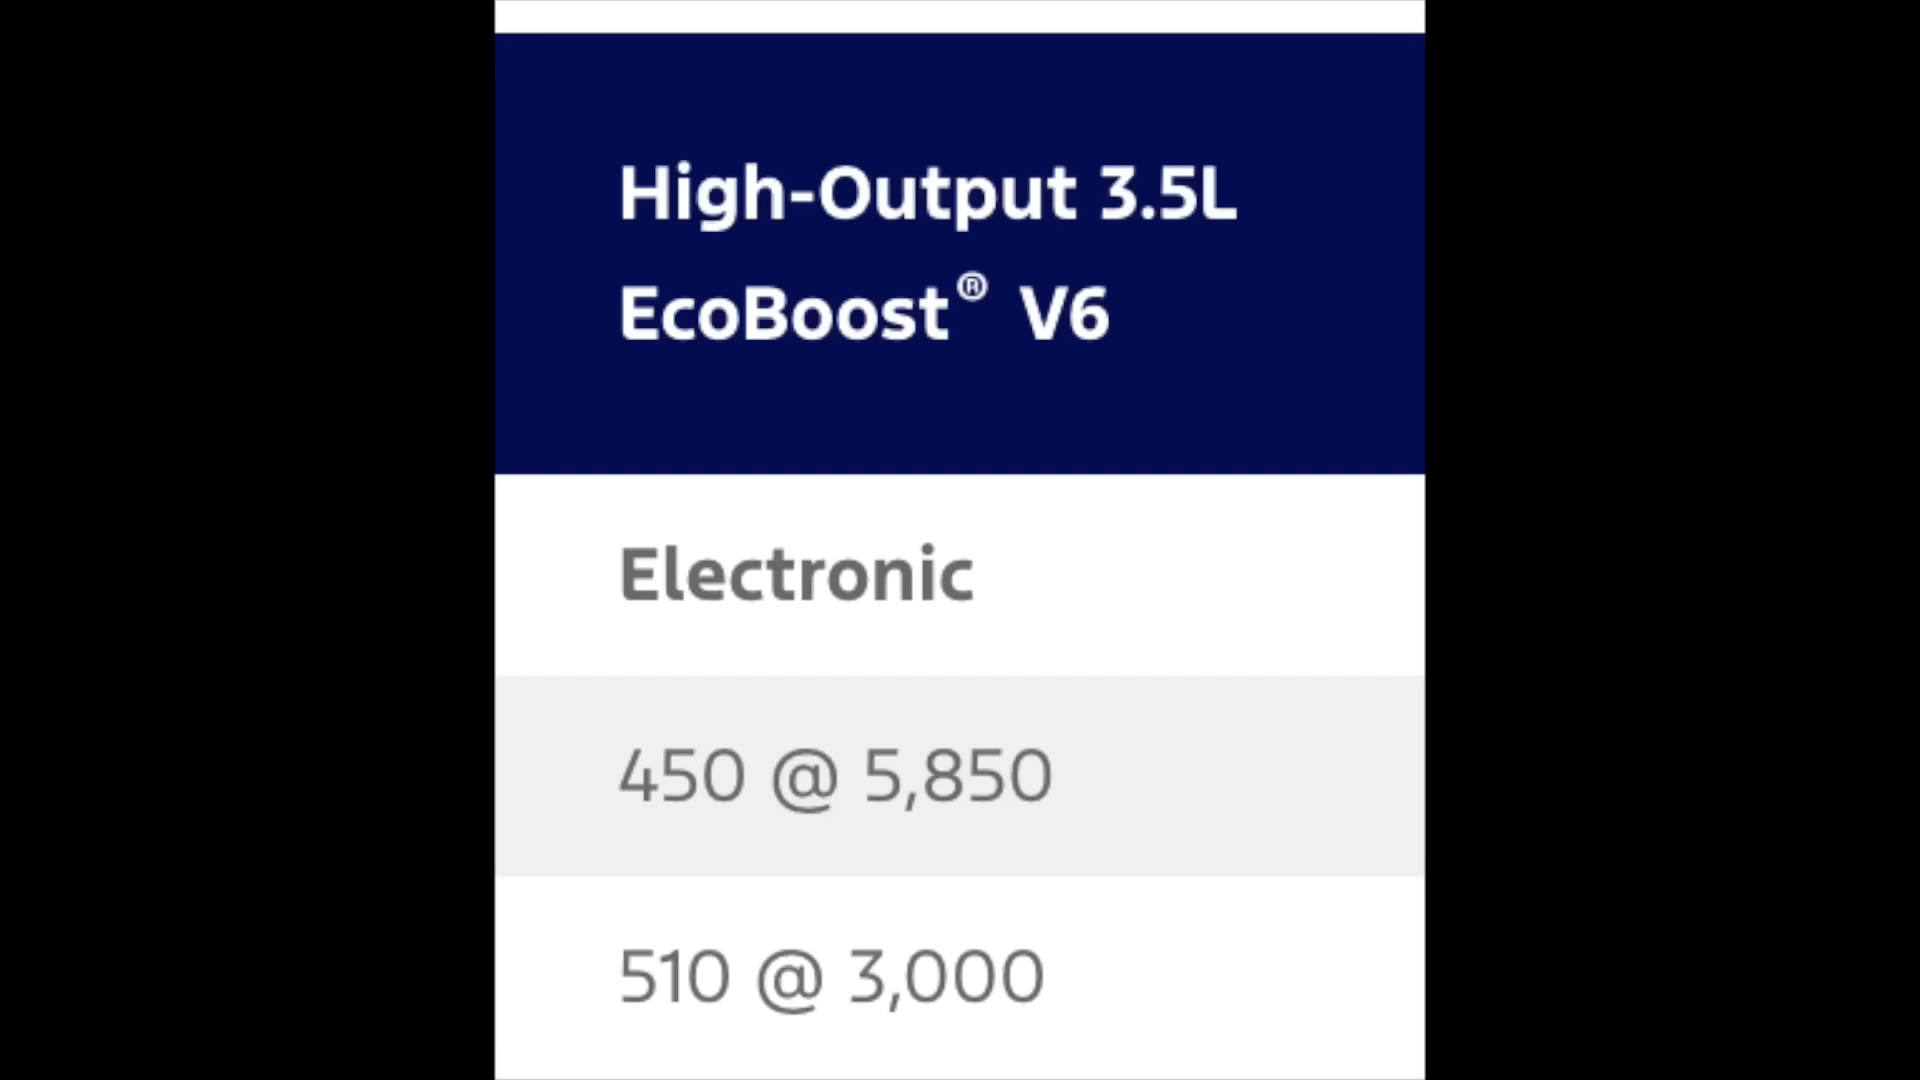 High-Output 3.5L
EcoBoost® V6
Electronic
450 @ 5,850
510 @ 3,000